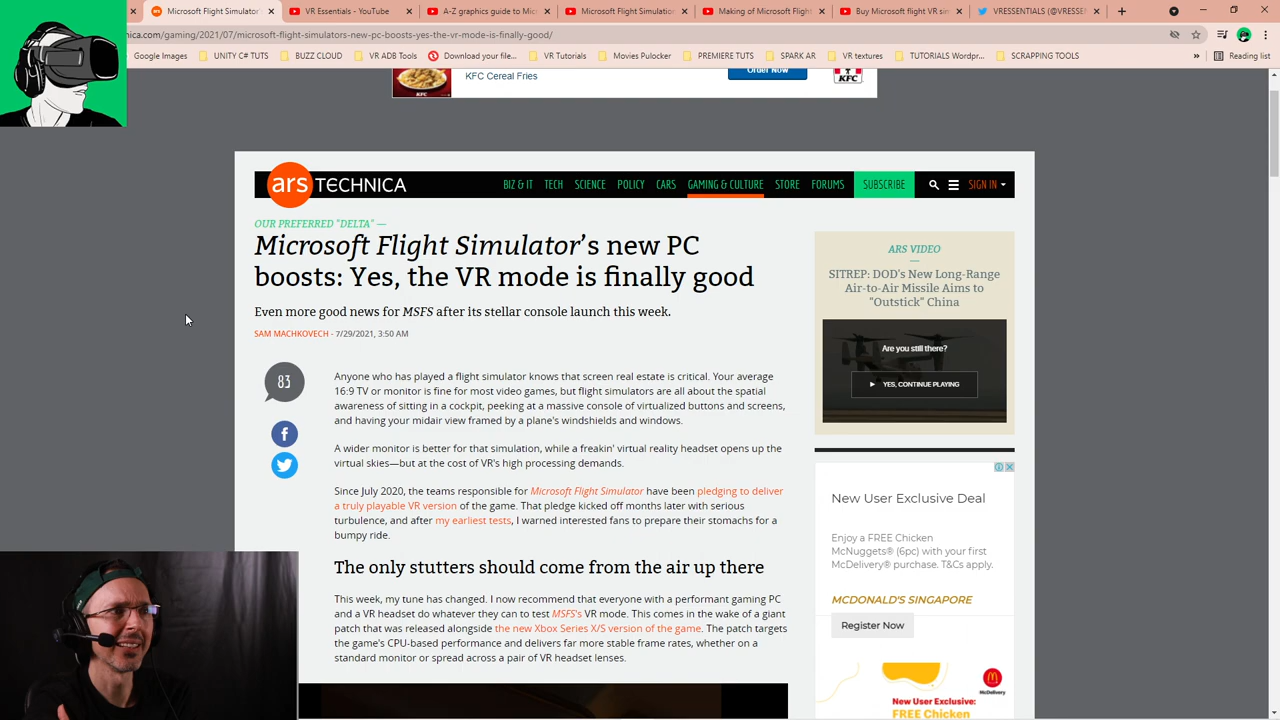 Microsoft Flight Simulator'
VR Essentials - YouTube
A-Z graphics guide to Mic
Microsoft Flight Simulation
Making of Microsoft Flight
Buy Microsoft flight VR sim
VRESSENTIALS (@VRESSE
nica.com/gaming/2021/07/microsoft-flight-simulators-new-pc-boosts-yes-the-vr-mode-is-finally-good/
Google Images
UNITY C# TUTS
BUZZ CLOUD
VR ADB Tools
Download your file...
VR Tutorials
Movies Pulocker
PREMIERE TUTS
SPARK AR
VR textures
TUTORIALS Wordpr...
SCRAPPING TOOLS
»
Reading list
KFC Cereal Fries
Order Now
KFC
ars TECHNICA
BIZ & IT TECH SCIENCE POLICY CARS GAMING & CULTURE STORE FORUMS SUBSCRIBE SIGN IN
OUR PREFERRED "DELTA" —
Microsoft Flight Simulator's new PC
boosts: Yes, the VR mode is finally good
Even more good news for MSFS after its stellar console launch this week.
SAM MACHKOVECH - 7/29/2021, 3:50 AM
83
Anyone who has played a flight simulator knows that screen real estate is critical. Your average
16:9 TV or monitor is fine for most video games, but flight simulators are all about the spatial
awareness of sitting in a cockpit, peeking at a massive console of virtualized buttons and screens,
and having your midair view framed by a plane's windshields and windows.
A wider monitor is better for that simulation, while a freakin' virtual reality headset opens up the
virtual skies—but at the cost of VR's high processing demands.
Since July 2020, the teams responsible for Microsoft Flight Simulator have been pledging to deliver
a truly playable VR version of the game. That pledge kicked off months later with serious
turbulence, and after my earliest tests, I warned interested fans to prepare their stomachs for a
bumpy ride.
The only stutters should come from the air up there
This week, my tune has changed. I now recommend that everyone with a performant gaming PC
and a VR headset do whatever they can to test MSFS's VR mode. This comes in the wake of a giant
patch that was released alongside the new Xbox Series X/S version of the game. The patch targets
the game's CPU-based performance and delivers far more stable frame rates, whether on a
standard monitor or spread across a pair of VR headset lenses.
ARS VIDEO
—
SITREP: DOD's New Long-Range
Air-to-Air Missile Aims to
"Outstick" China
Are you still there?
YES, CONTINUE PLAYING
New User Exclusive Deal
Enjoy a FREE Chicken
McNuggets® (6pc) with your first
McDelivery® purchase. T&Cs apply.
MCDONALD'S SINGAPORE
Register Now
McDelivery
New User Exclusive:
FREE Chicken